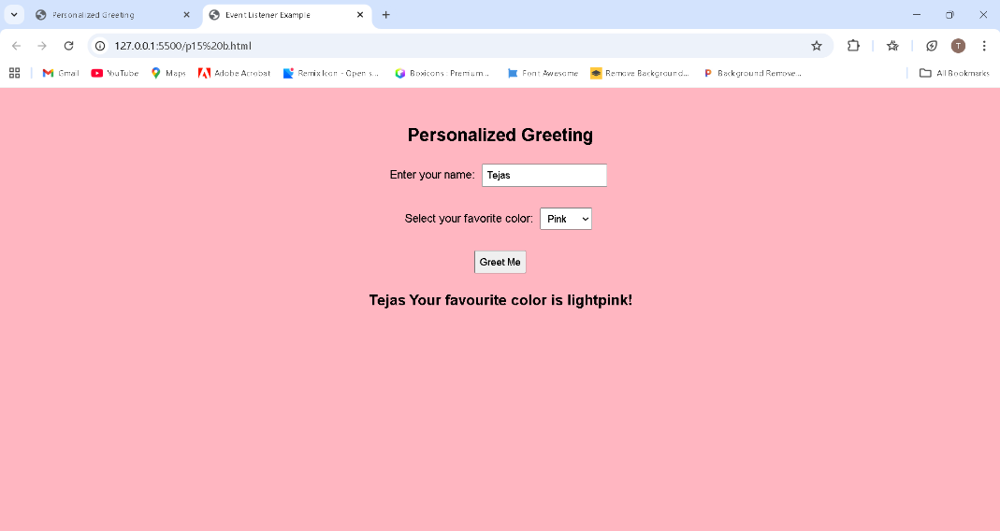 Personalized Greeting
Event Listener Example
127.0.0.1:5500/p15%20b.html
T
Gmail
YouTube
Maps
Adobe Acrobat
Remix Icon - Open s...
Boxicons : Premium...
Font Awesome
Remove Background...
Background Remove...
All Bookmarks
Personalized Greeting
Enter your name: Tejas
Select your favorite color: Pink
Greet Me
Tejas Your favourite color is lightpink!